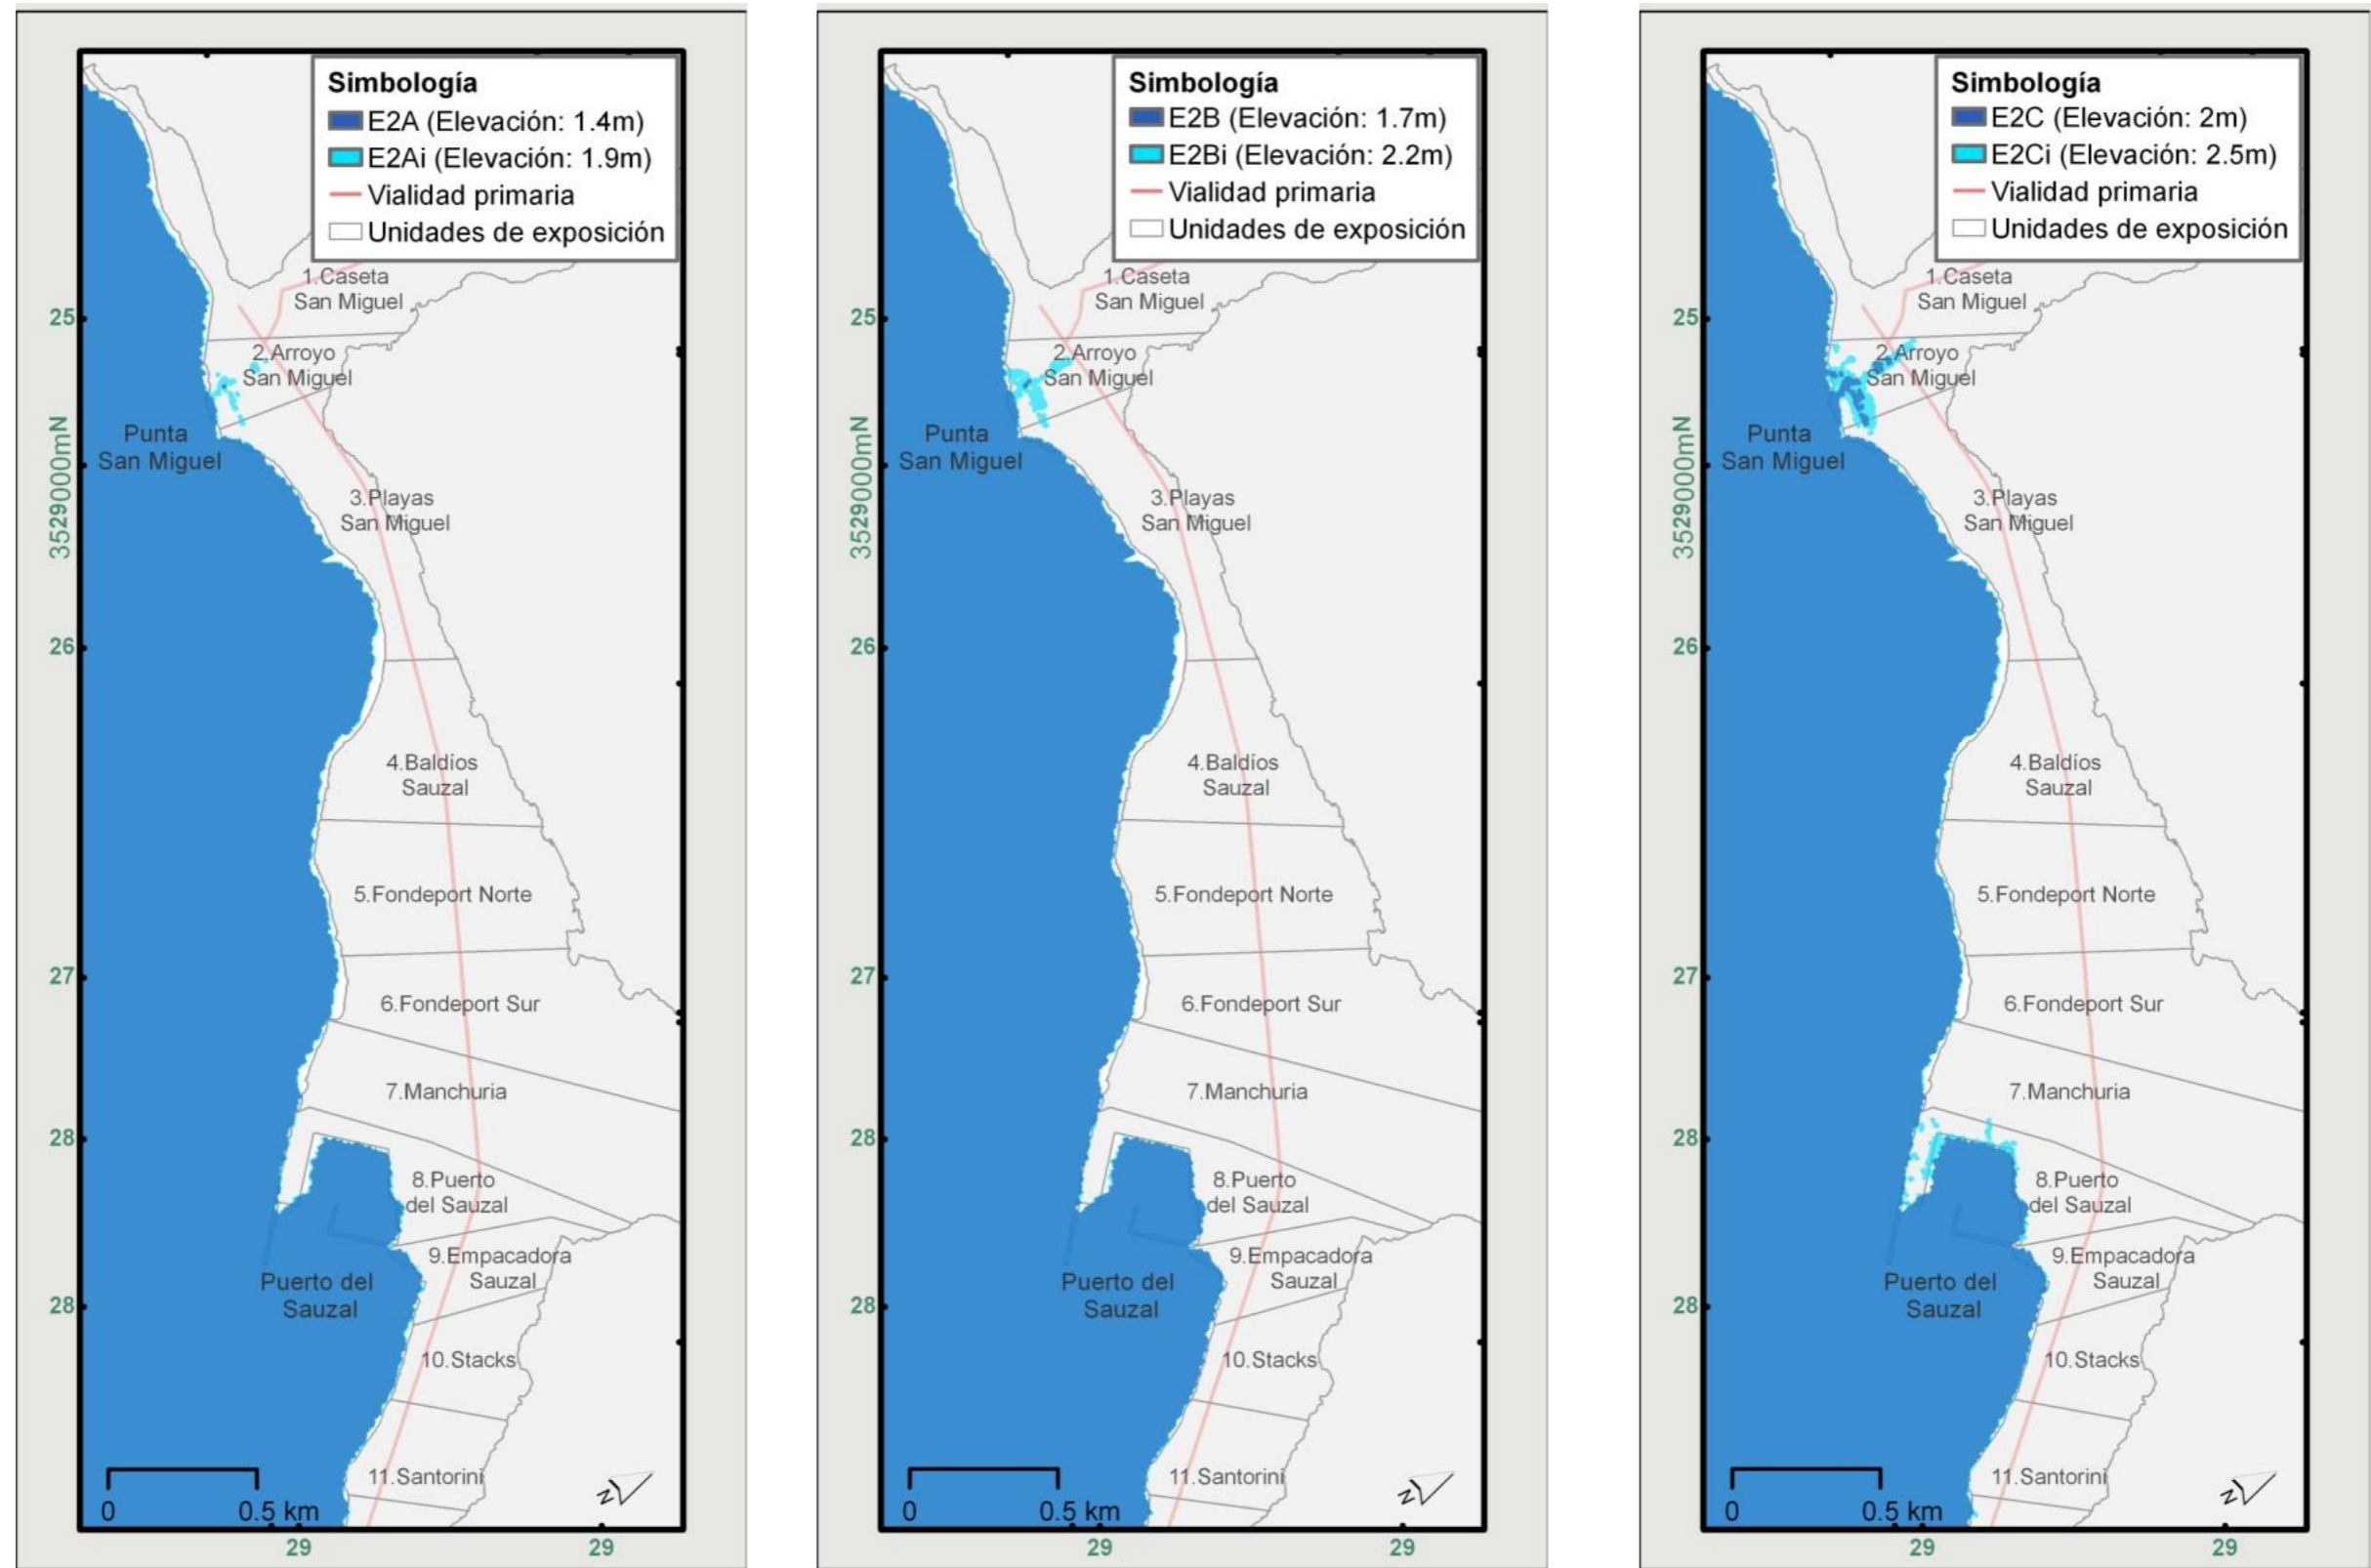 Simbología
E2A (Elevación: 1.4m)
E2Ai (Elevación: 1.9m)
Vialidad primaria
Unidades de exposición
1.Caseta
San Miguel
25
2.Arroyo
San Miguel
Punta
San Miguel
3529000mN
3.Playas
San Miguel
26
4.Baldíos
Sauzal
5.Fondeport Norte
27
6.Fondeport Sur
7.Manchuria
28
8.Puerto
del Sauzal
9.Empacadora
Sauzal
Puerto del
Sauzal
28
10.Stacks
11.Santorini
0 0.5 km
N
29 29
Simbología
E2B (Elevación: 1.7m)
E2Bi (Elevación: 2.2m)
Vialidad primaria
Unidades de exposición
1.Caseta
San Miguel
25
2.Arroyo
San Miguel
Punta
San Miguel
3529000mN
3.Playas
San Miguel
26
4.Baldíos
Sauzal
5.Fondeport Norte
27
6.Fondeport Sur
7.Manchuria
28
8.Puerto
del Sauzal
9.Empacadora
Sauzal
Puerto del
Sauzal
28
10.Stacks
11.Santorini
0 0.5 km
N
29 29
Simbología
E2C (Elevación: 2m)
E2Ci (Elevación: 2.5m)
Vialidad primaria
Unidades de exposición
1.Caseta
San Miguel
25
2.Arroyo
San Miguel
Punta
San Miguel
3529000mN
3.Playas
San Miguel
26
4.Baldíos
Sauzal
5.Fondeport Norte
27
6.Fondeport Sur
7.Manchuria
28
8.Puerto
del Sauzal
9.Empacadora
Sauzal
Puerto del
Sauzal
28
10.Stacks
11.Santorini
0 0.5 km
N
29 29